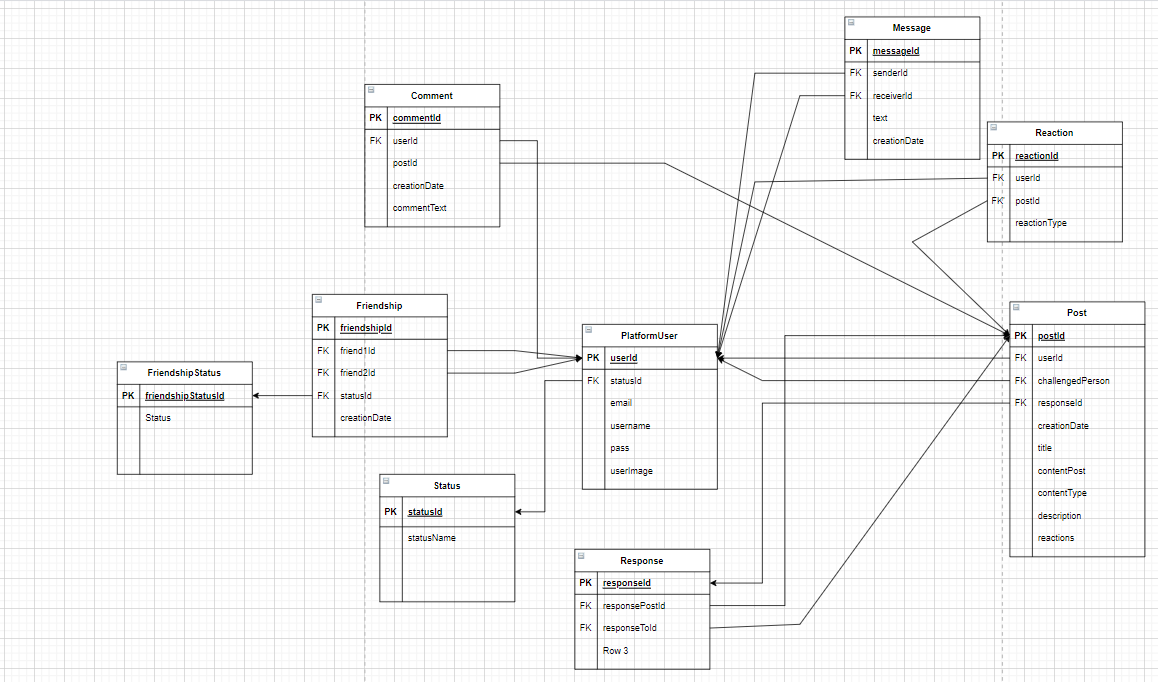 Message
PK messageId
FK senderId
FK receiverId
text
creationDate
Comment
PK commentId
FK userId
postId
creationDate
commentText
Reaction
PK reactionId
FK userId
FK postId
reactionType
Friendship
PK friendshipId
FK friend1Id
FK friend2Id
FK statusId
creationDate
PlatformUser
PK userId
FK statusId
email
username
pass
userImage
Post
PK postId
FK userId
FK challengedPerson
FK responseId
creationDate
title
contentPost
contentType
description
reactions
FriendshipStatus
PK friendshipStatusId
Status
Status
PK statusId
statusName
Response
PK responseId
FK responsePostId
FK responseToId
Row 3